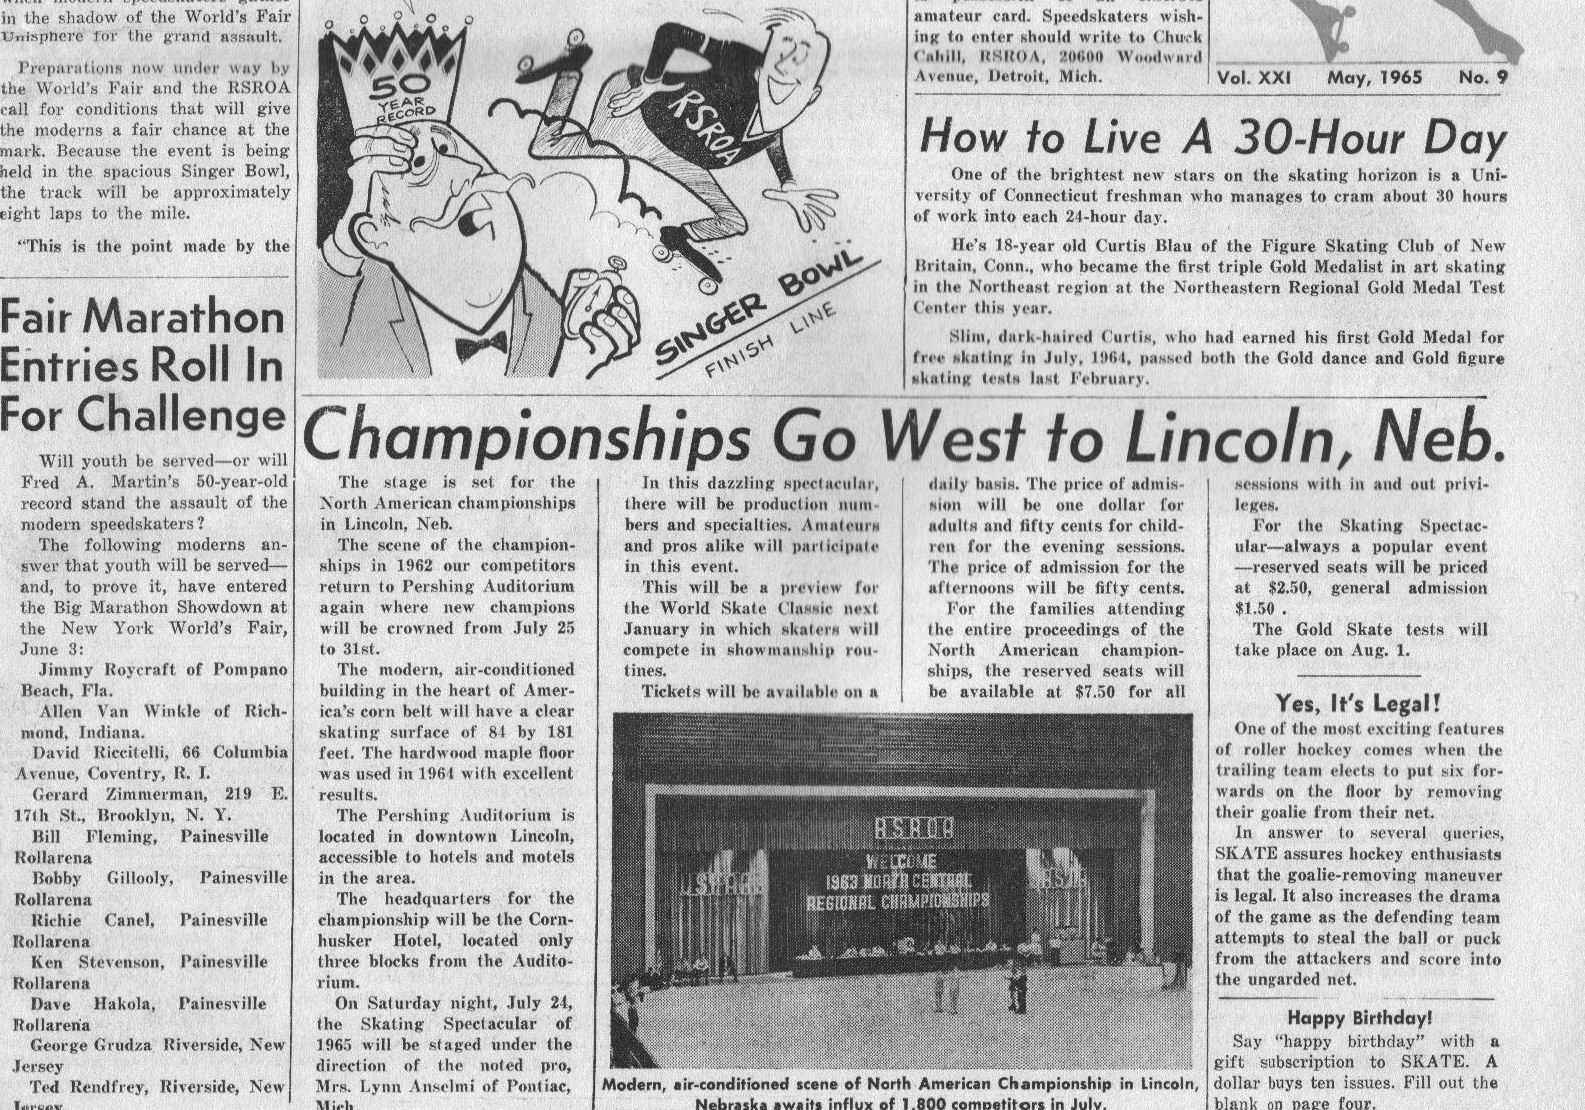 in the shadow of the World's Fair
Unisphere for the grand assault.
Preparations now under way by
the World's Fair and the RSROA
call for conditions that will give
the moderns a fair chance at the
mark. Because the event is being
held in the spacious Singer Bowl,
the track will be approximately
eight laps to the mile.
"This is the point made by the
Fair Marathon
Entries Roll In
For Challenge
Will youth be served—or will
Fred A. Martin's 50-year-old
record stand the assault of the
modern speedskaters?
The following moderns an-
swer that youth will be served—
and, to prove it, have entered
the Big Marathon Showdown at
the New York World's Fair,
June 3:
Jimmy Roycraft of Pompano
Beach, Fla.
Allen Van Winkle of Rich-
mond, Indiana.
David Riccitelli, 66 Columbia
Avenue, Coventry, R. I.
Gerard Zimmerman, 219 E.
17th St., Brooklyn, N. Y.
Bill Fleming, Painesville
Rollarena
Bobby Gillooly, Painesville
Rollarena
Richie Canel, Painesville
Rollarena
Ken Stevenson, Painesville
Rollarena
Dave Hakola, Painesville
Rollarena
George Grudza Riverside, New
Jersey
Ted Rendfrey, Riverside, New
Jersey
50
YEAR
RECORD
RSROA
SINGER BOWL
FINISH LINE
amateur card. Speedskaters wish-
ing to enter should write to Chuck
Cahill, RSROA, 20600 Woodward
Avenue, Detroit, Mich.
Vol. XXI May, 1965 No. 9
How to Live A 30-Hour Day
One of the brightest new stars on the skating horizon is a Uni-
versity of Connecticut freshman who manages to cram about 30 hours
of work into each 24-hour day.
He's 18-year old Curtis Blau of the Figure Skating Club of New
Britain, Conn., who became the first triple Gold Medalist in art skating
in the Northeast region at the Northeastern Regional Gold Medal Test
Center this year.
Slim, dark-haired Curtis, who had earned his first Gold Medal for
free skating in July, 1964, passed both the Gold dance and Gold figure
skating tests last February.
Championships Go West to Lincoln, Neb.
The stage is set for the
North American championships
in Lincoln, Neb.
The scene of the champion-
ships in 1962 our competitors
return to Pershing Auditorium
again where new champions
will be crowned from July 25
to 31st.
The modern, air-conditioned
building in the heart of Amer-
ica's corn belt will have a clear
skating surface of 84 by 181
feet. The hardwood maple floor
was used in 1964 with excellent
results.
The Pershing Auditorium is
located in downtown Lincoln,
accessible to hotels and motels
in the area.
The headquarters for the
championship will be the Corn-
husker Hotel, located only
three blocks from the Audito-
rium.
On Saturday night, July 24,
the Skating Spectacular of
1965 will be staged under the
direction of the noted pro,
Mrs. Lynn Anselmi of Pontiac,
Mich.
In this dazzling spectacular,
there will be production num-
bers and specialties. Amateurs
and pros alike will participate
in this event.
This will be a preview for
the World Skate Classic next
January in which skaters will
compete in showmanship rou-
tines.
Tickets will be available on a
daily basis. The price of admis-
sion will be one dollar for
adults and fifty cents for child-
ren for the evening sessions.
The price of admission for the
afternoons will be fifty cents.
For the families attending
the entire proceedings of the
North American champion-
ships, the reserved seats will
be available at $7.50 for all
sessions with in and out privi-
leges.
For the Skating Spectac-
ular—always a popular event
—reserved seats will be priced
at $2.50, general admission
$1.50 .
The Gold Skate tests will
take place on Aug. 1.
RSROA
WELCOME
1963 NORTH CENTRAL
REGIONAL CHAMPIONSHIPS
Modern, air-conditioned scene of North American Championship in Lincoln,
Nebraska awaits influx of 1,800 competitors in July.
Yes, It's Legal!
One of the most exciting features
of roller hockey comes when the
trailing team elects to put six for-
wards on the floor by removing
their goalie from their net.
In answer to several queries,
SKATE assures hockey enthusiasts
that the goalie-removing maneuver
is legal. It also increases the drama
of the game as the defending team
attempts to steal the ball or puck
from the attackers and score into
the ungarded net.
Happy Birthday!
Say "happy birthday" with a
gift subscription to SKATE. A
dollar buys ten issues. Fill out the
blank on page four.